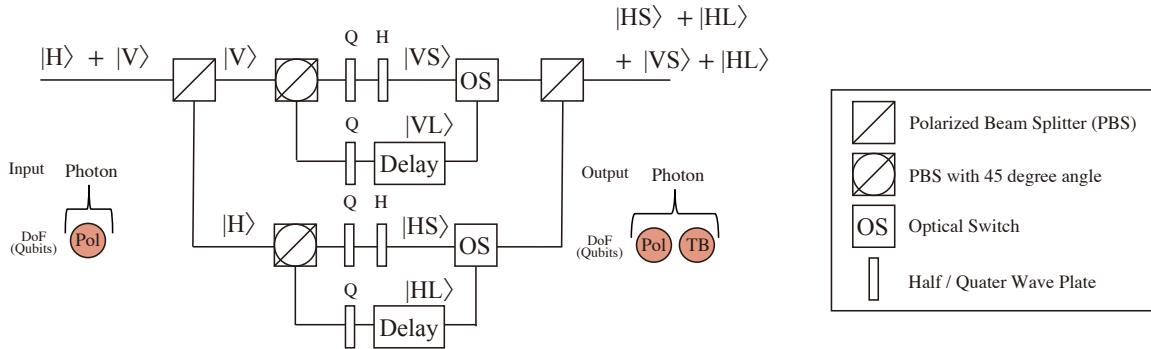 |HS⟩ + |HL⟩
+ |VS⟩ + |HL⟩
|H⟩ + |V⟩
|V⟩
Q
H
|VS⟩
OS
Q
|VL⟩
Delay
Input
Photon
DoF
(Qubits)
Pol
|H⟩
Q
H
|HS⟩
OS
Q
|HL⟩
Delay
Output
Photon
DoF
(Qubits)
Pol
TB
Polarized Beam Splitter (PBS)
PBS with 45 degree angle
OS
Optical Switch
Half / Quater Wave Plate